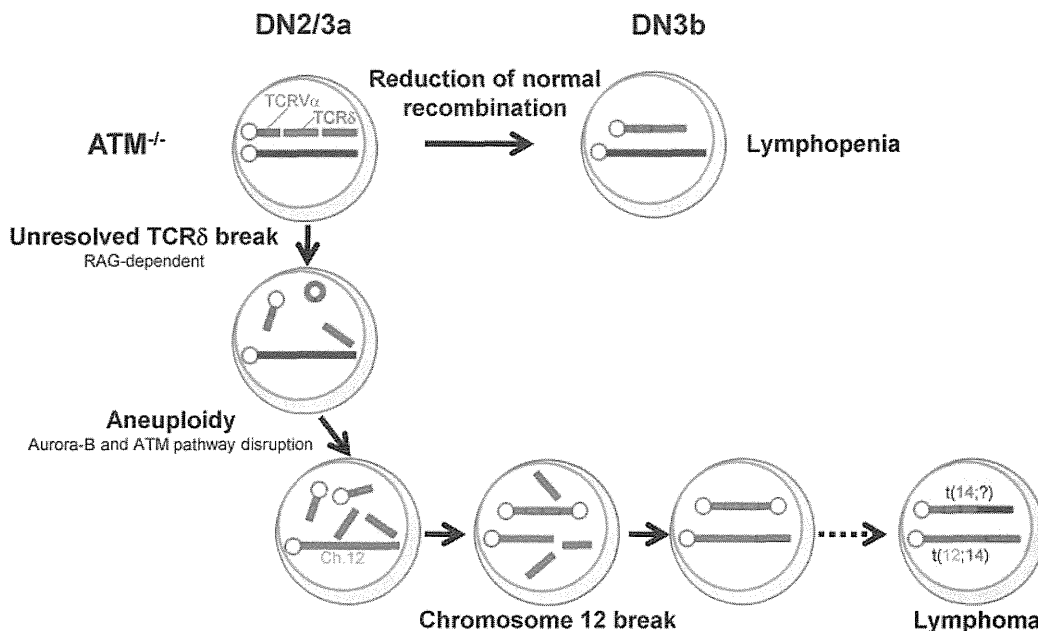 DN2/3a
DN3b
ATM-/-
TCRVα
TCRδ
Reduction of normal
recombination
Lymphopenia
Unresolved TCRδ break
RAG-dependent
Aneuploidy
Aurora-B and ATM pathway disruption
Ch.12
t(14;?)
t(12;14)
Chromosome 12 break
Lymphoma